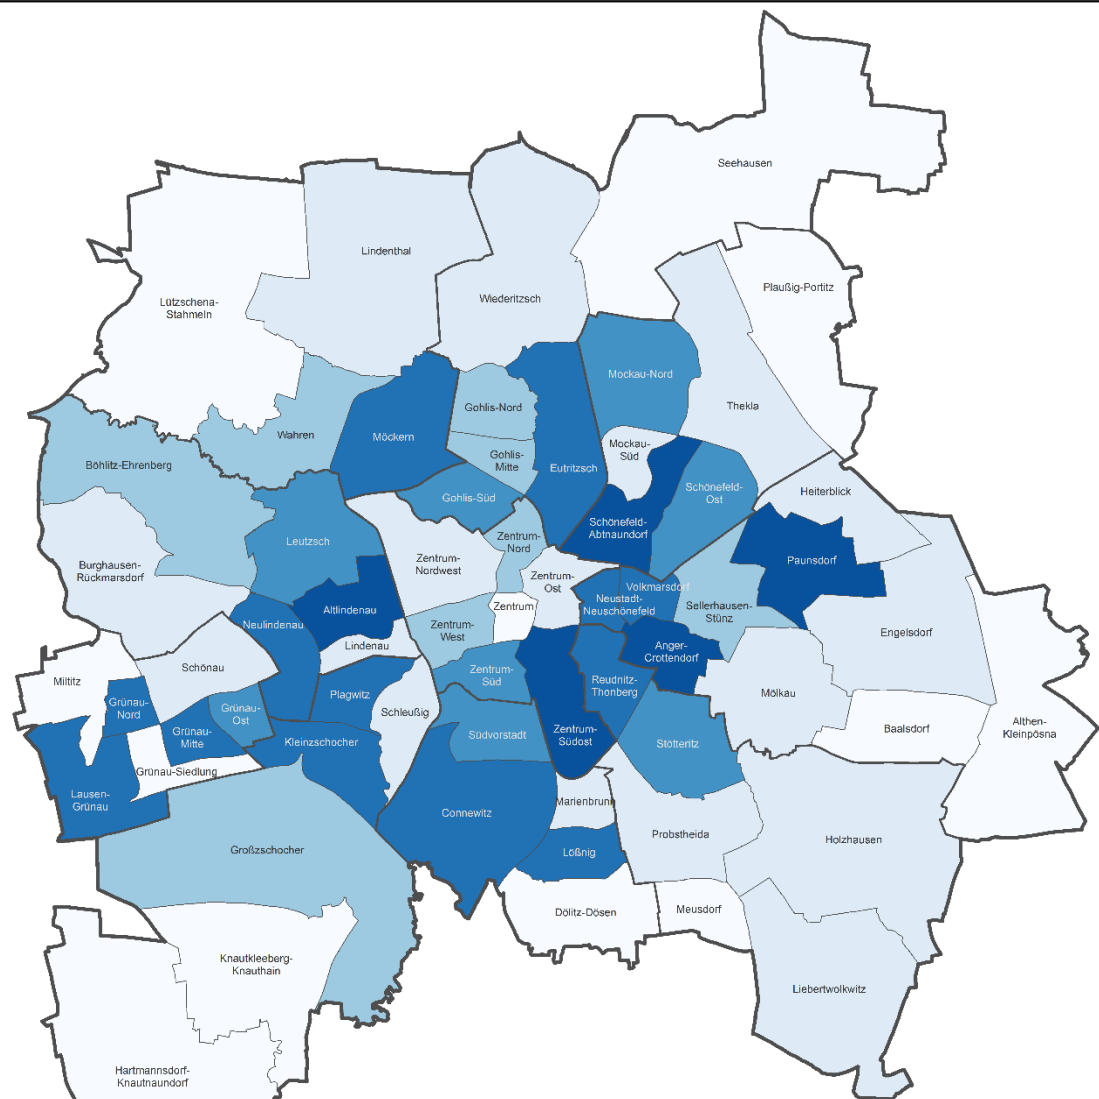 Seehausen
Lindenthal
Plaußig-Portitz
Wiederitzsch
Lützschena-
Stahmeln
Mockau-Nord
Thekla
Gohlis-Nord
Wahren
Möckern
Mockau-
Süd
Gohlis-
Mitte
Böhlitz-Ehrenberg
Eutritzsch
Schönefeld-
Ost
Heiterblick
Gohlis-Süd
Schönefeld-
Abtnaundorf
Leutzsch
Zentrum-
Nord
Zentrum-
Nordwest
Paunsdorf
Burghausen-
Rückmarsdorf
Zentrum-
Ost
Volkmarsdorf
Neustadt-
Neuschönefeld
Sellerhausen-
Stünz
Altlindenau
Zentrum
Neulindenau
Zentrum-
West
Engelsdorf
Lindenau
Anger-
Crottendorf
Schönau
Zentrum-
Süd
Miltitz
Reudnitz-
Thonberg
Plagwitz
Mölkau
Grünau-
Nord
Grünau-
Ost
Schleußig
Althen-
Kleinpösna
Baalsdorf
Grünau-
Mitte
Südvorstadt
Zentrum-
Südost
Kleinzschocher
Stötteritz
Grünau-Siedlung
Lausen-
Grünau
Marienbrunn
Connewitz
Probstheida
Holzhausen
Großzschocher
Lößnig
Dölitz-Dösen
Meusdorf
Knautkleeberg-
Knauthain
Liebertwolkwitz
Hartmannsdorf-
Knautnaundorf